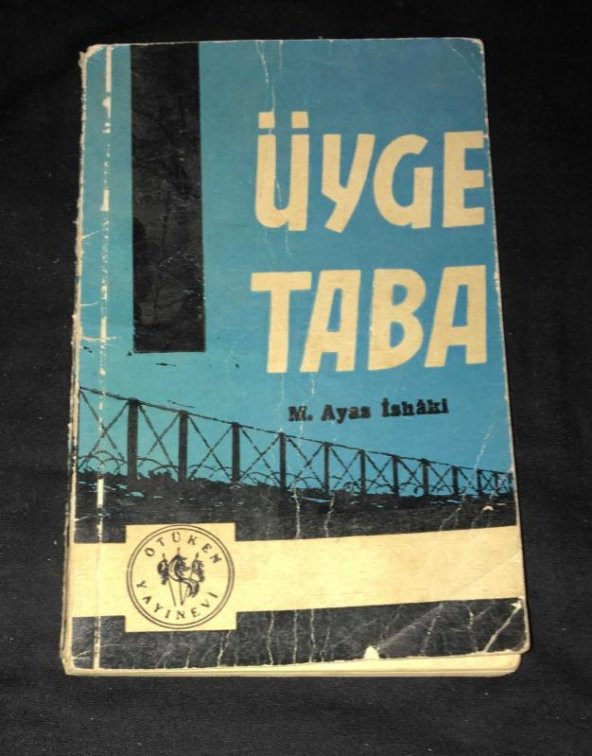 ÜYGE
TABA
M. Ayas İshâki
ÖTÜKEN
YAYINEVİ